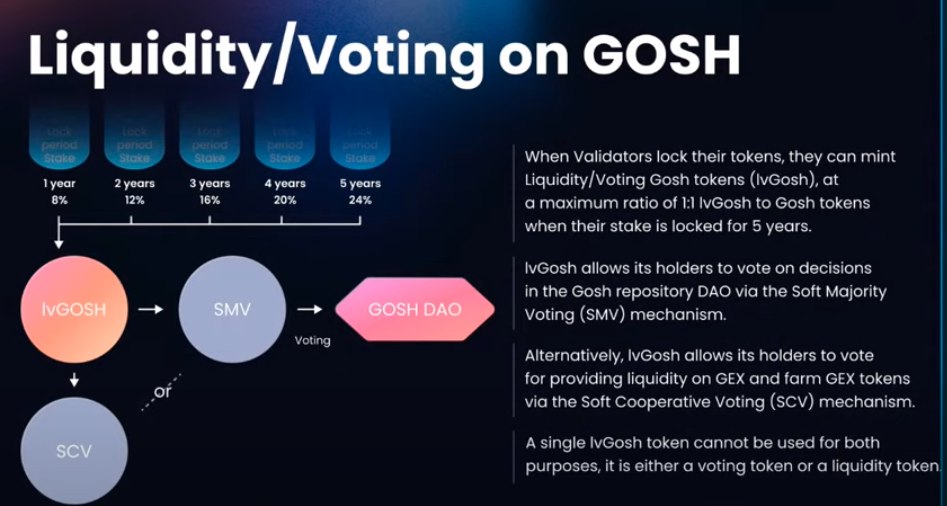 Liquidity/Voting on GOSH
Lock period Stake
Lock period Stake
Lock period Stake
Lock period Stake
Lock period Stake
1 year
8%
2 years
12%
3 years
16%
4 years
20%
5 years
24%
lvGOSH
SMV
Voting
GOSH DAO
or
SCV
When Validators lock their tokens, they can mint
Liquidity/Voting Gosh tokens (lvGosh), at
a maximum ratio of 1:1 lvGosh to Gosh tokens
when their stake is locked for 5 years.
lvGosh allows its holders to vote on decisions
in the Gosh repository DAO via the Soft Majority
Voting (SMV) mechanism.
Alternatively, lvGosh allows its holders to vote
for providing liquidity on GEX and farm GEX tokens
via the Soft Cooperative Voting (SCV) mechanism.
A single lvGosh token cannot be used for both
purposes, it is either a voting token or a liquidity token.